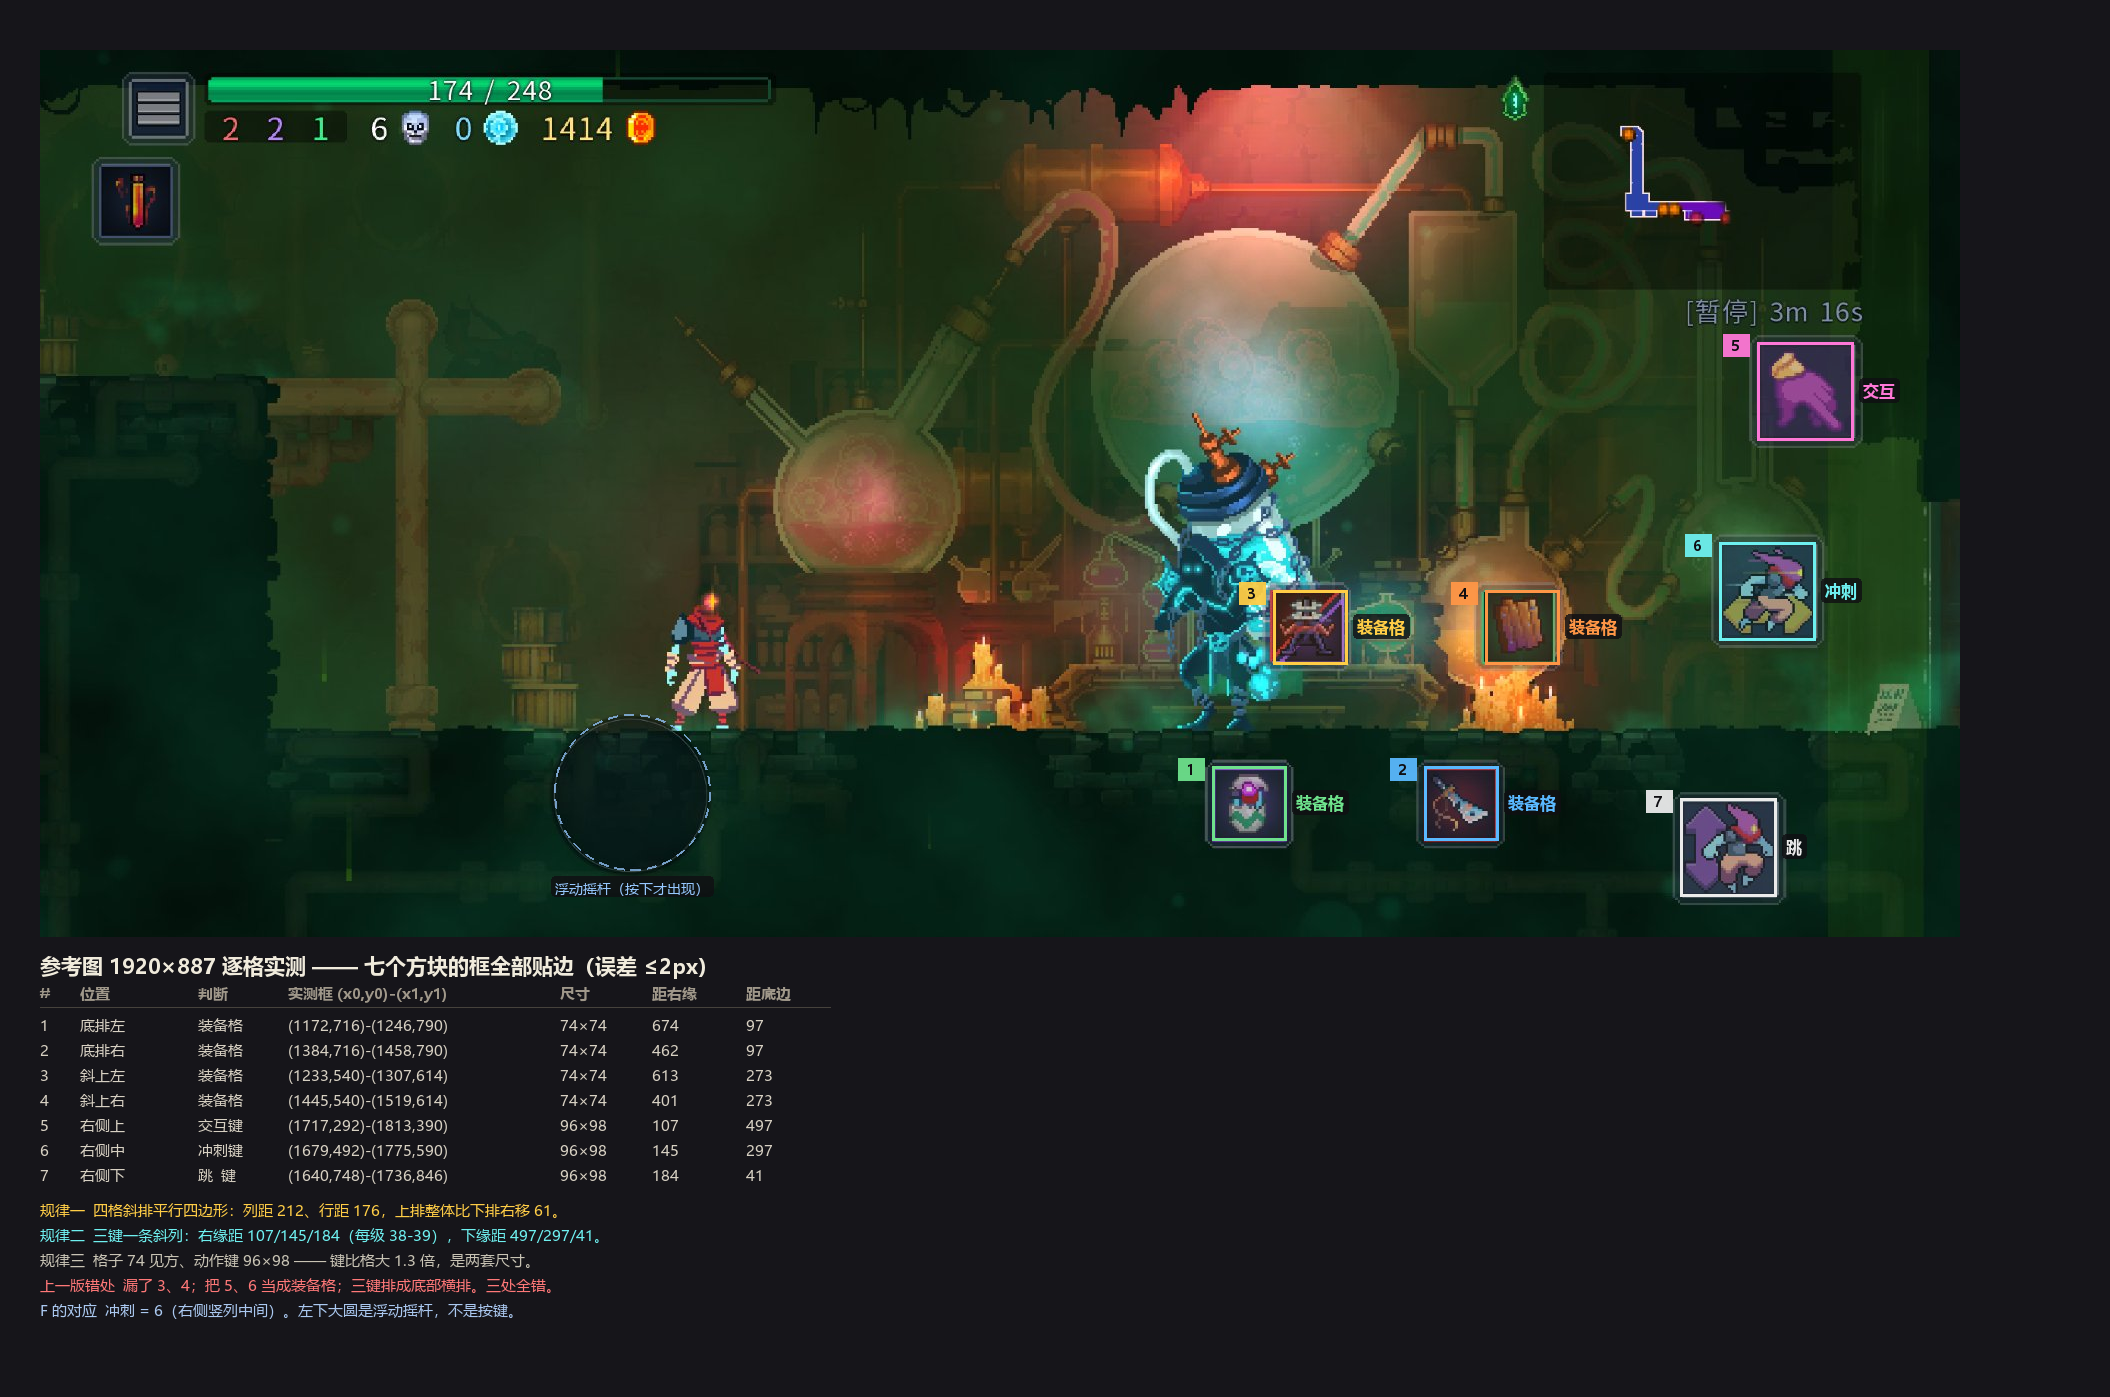 174 / 248
2 2 1 6 0 1414
[暂停] 3m 16s
5
交互
6
冲刺
3
装备格
4
装备格
1
装备格
2
装备格
7
跳
浮动摇杆（按下才出现）
参考图 1920×887 逐格实测 —— 七个方块的框全部贴边（误差 ≤2px）
# 位置 判断 实测框 (x0,y0)-(x1,y1) 尺寸 距右缘 距底边
1 底排左 装备格 (1172,716)-(1246,790) 74×74 674 97
2 底排右 装备格 (1384,716)-(1458,790) 74×74 462 97
3 斜上左 装备格 (1233,540)-(1307,614) 74×74 613 273
4 斜上右 装备格 (1445,540)-(1519,614) 74×74 401 273
5 右侧上 交互键 (1717,292)-(1813,390) 96×98 107 497
6 右侧中 冲刺键 (1679,492)-(1775,590) 96×98 145 297
7 右侧下 跳 键 (1640,748)-(1736,846) 96×98 184 41
规律一 四格斜排平行四边形：列距 212、行距 176，上排整体比下排右移 61。
规律二 三键一条斜列：右缘距 107/145/184（每级 38-39），下缘距 497/297/41。
规律三 格子 74 见方、动作键 96×98 —— 键比格大 1.3 倍，是两套尺寸。
上一版错处 漏了 3、4；把 5、6 当成装备格；三键排成底部横排。三处全错。
F 的对应 冲刺 = 6（右侧竖列中间）。左下大圆是浮动摇杆，不是按键。